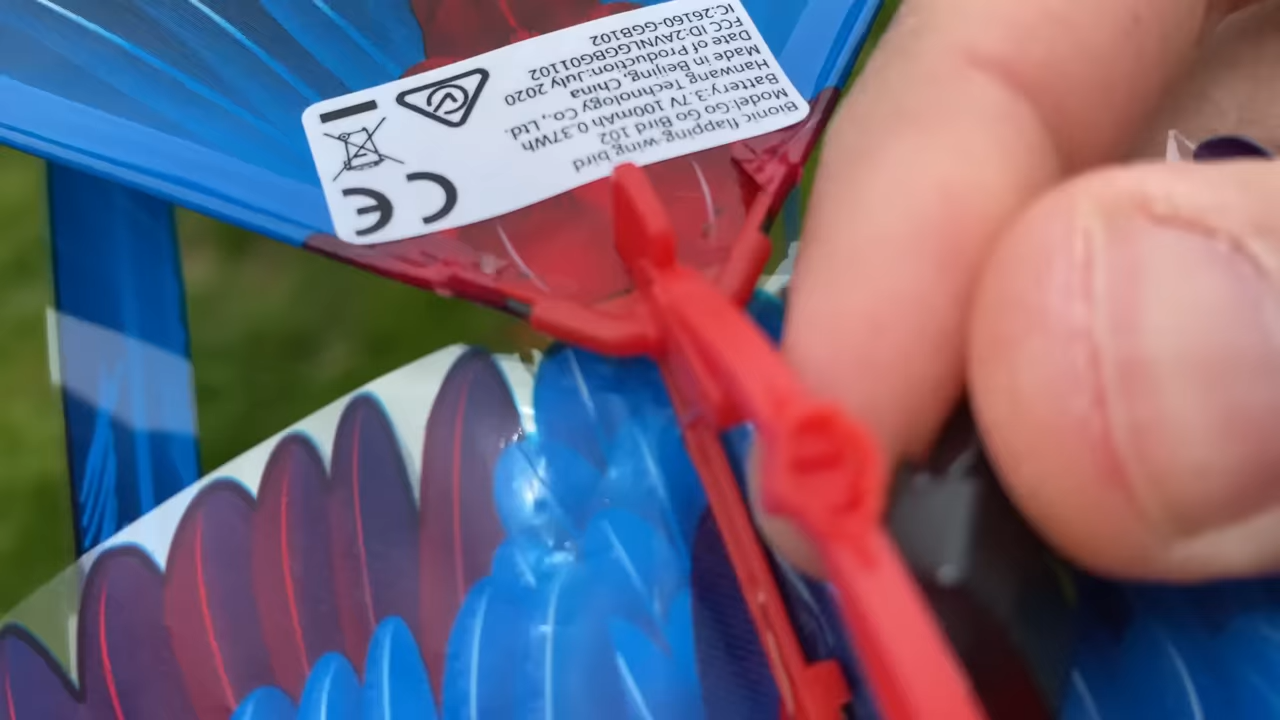 Bionic flapping-wing bird
Model:Go Go Bird 102
Battery:3.7V 100mAh 0.37Wh
Hanwang Technology Co., Ltd.
Made in Beijing, China
Date of Production:July 2020
FCC ID:2AVNLGGBG01102
IC:26160-GGB102
CE